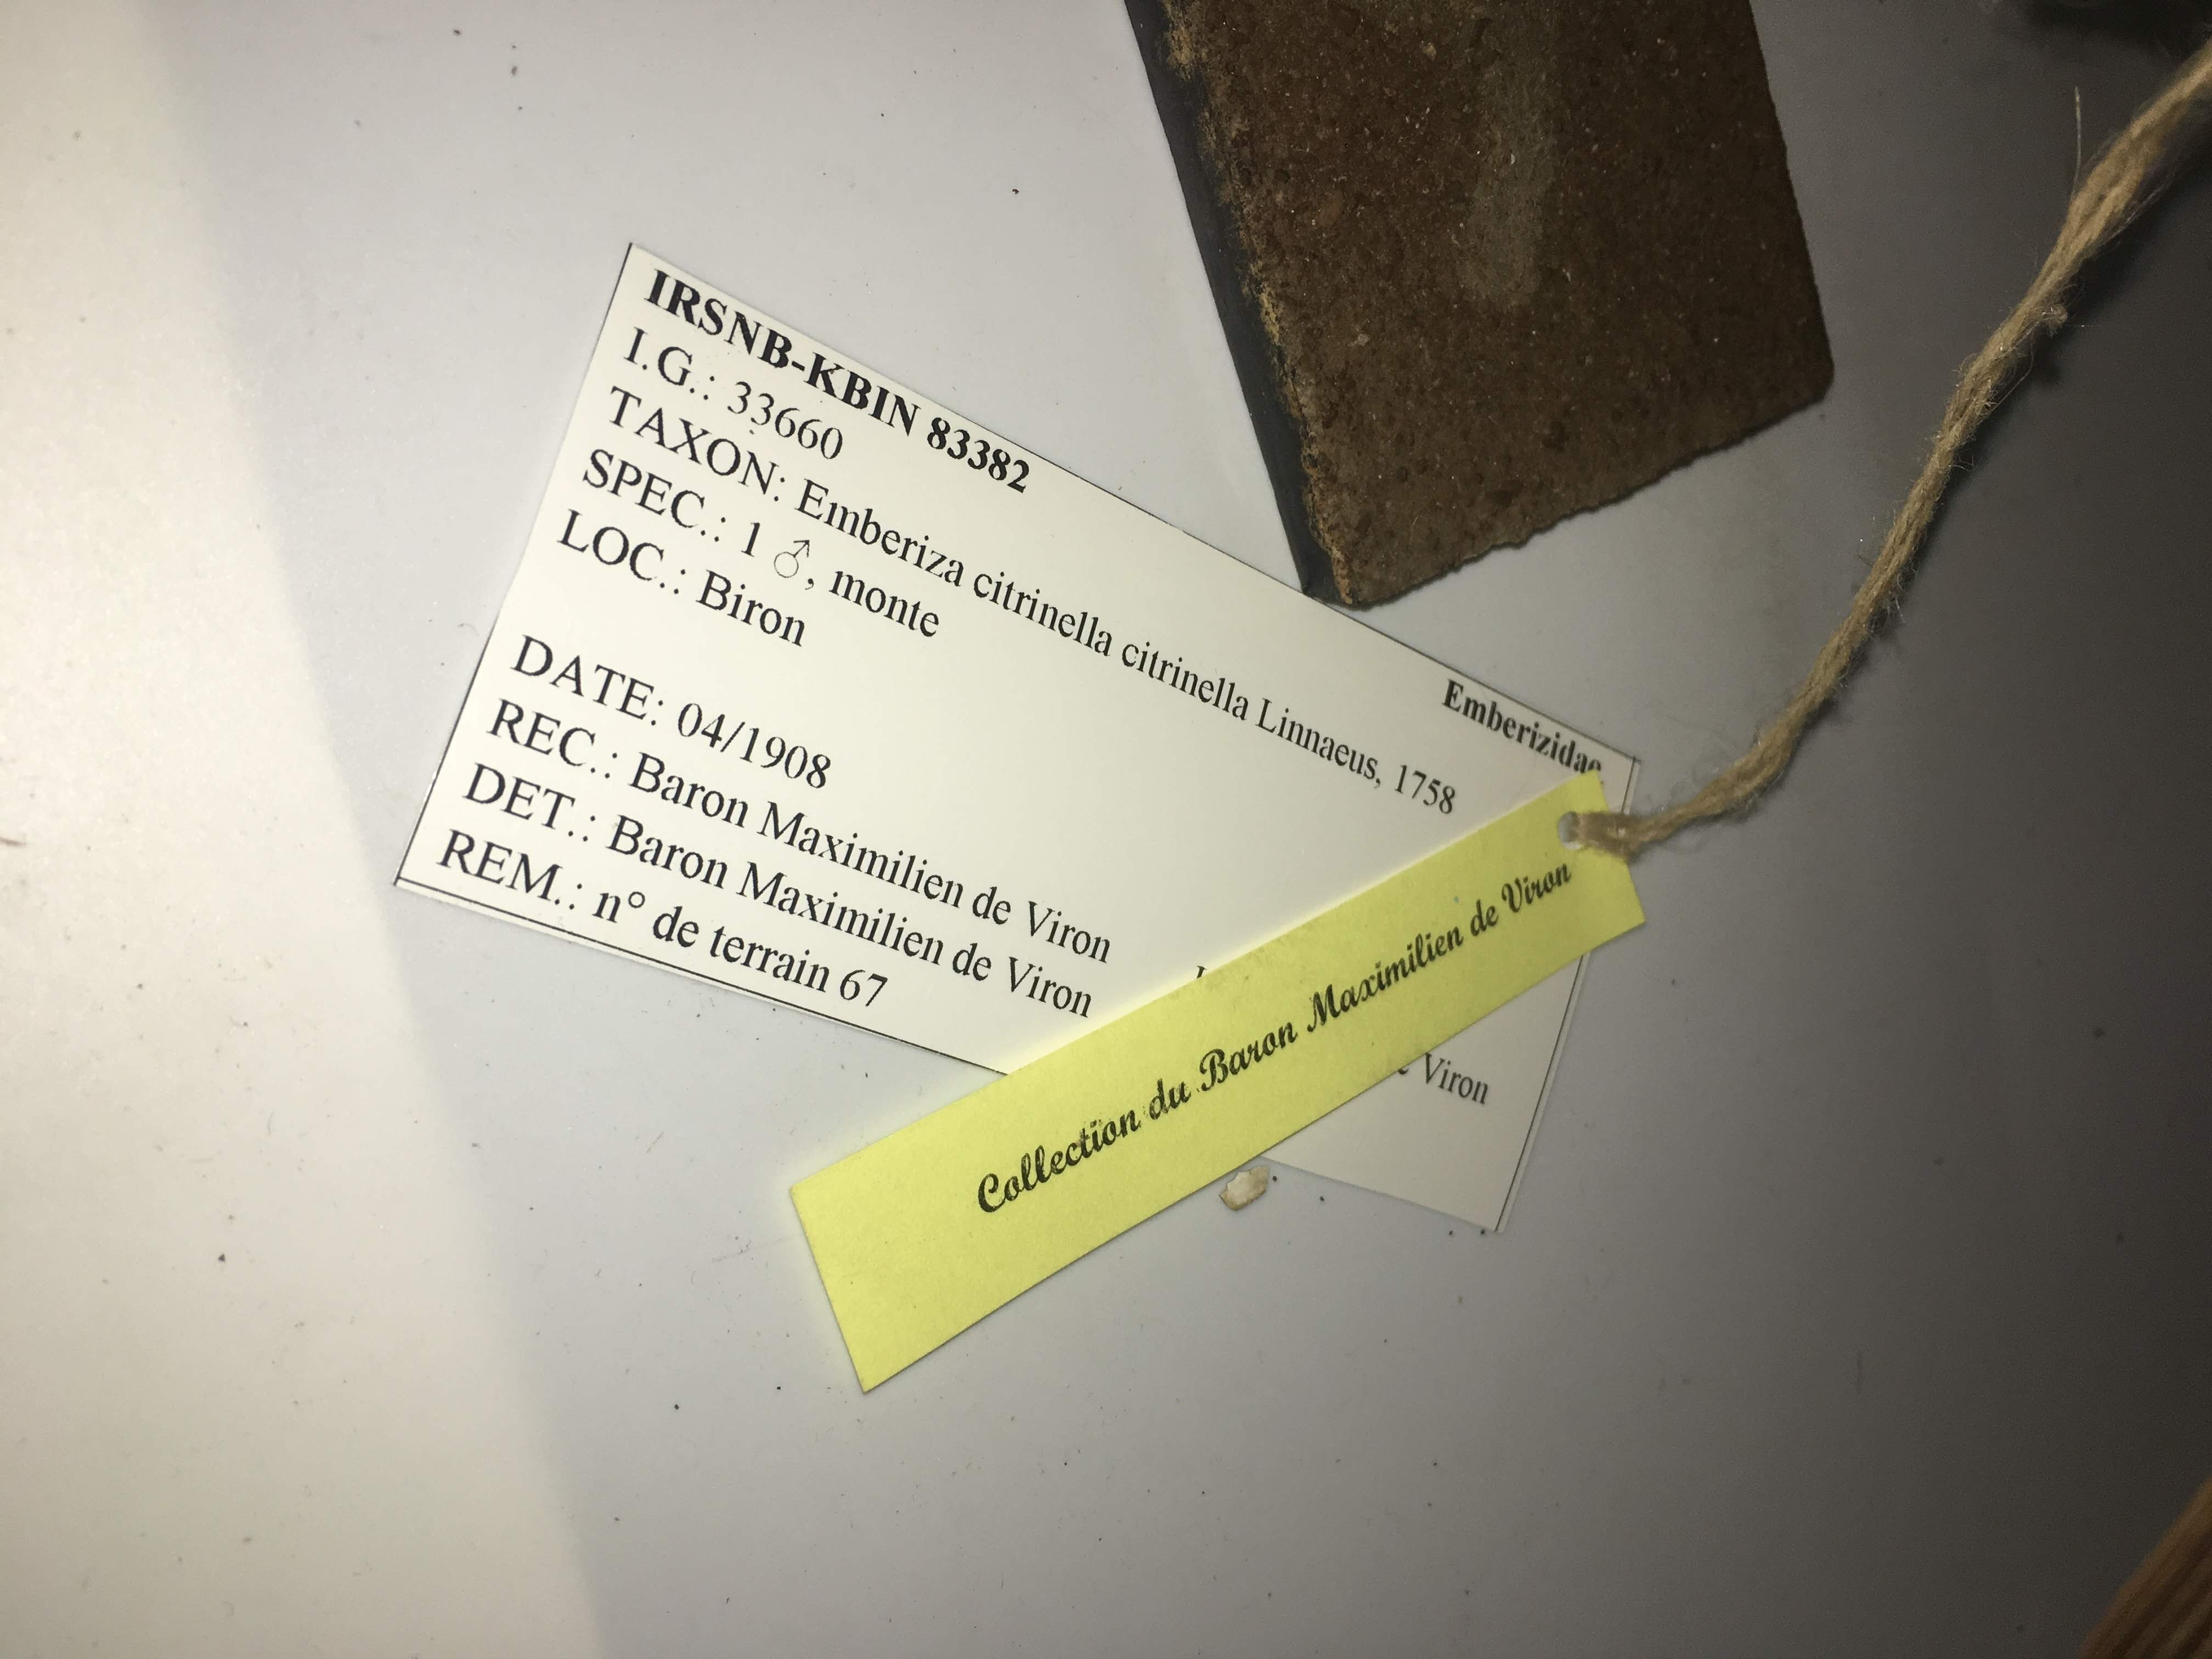 IRSNB-KBIN 83382
Emberizidae
I.G.: 33660
TAXON: Emberiza citrinella citrinella Linnaeus, 1758
SPEC.: 1 ♂, monte
LOC.: Biron
DATE: 04/1908
REC.: Baron Maximilien de Viron
DET.: Baron Maximilien de Viron
REM.: n° de terrain 67
Viron
Collection du Baron Maximilien de Viron